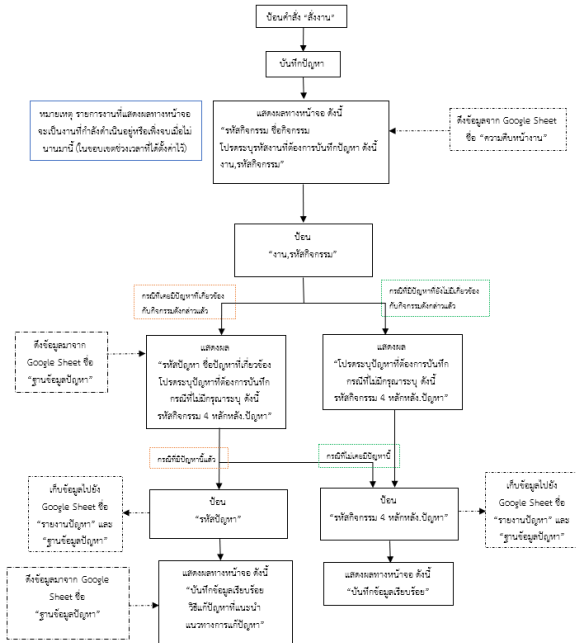 ป้อนคำสั่ง "สั่งงาน"
บันทึกปัญหา
หมายเหตุ รายการงานที่แสดงผลทางหน้าจอ
จะเป็นงานที่กำลังดำเนินอยู่หรือเพิ่งจบเมื่อไม่
นานมานี้ (ในขอบเขตช่วงเวลาที่ได้ตั้งค่าไว้)
แสดงผลทางหน้าจอ ดังนี้
"รหัสกิจกรรม ชื่อกิจกรรม
โปรดระบุรหัสงานที่ต้องการบันทึกปัญหา ดังนี้
งาน,รหัสกิจกรรม"
ดึงข้อมูลจาก Google Sheet
ชื่อ "ความคืบหน้างาน"
ป้อน
"งาน,รหัสกิจกรรม"
กรณีที่เคยมีปัญหาที่เกี่ยวข้อง
กับกิจกรรมดังกล่าวแล้ว
กรณีที่มีปัญหาที่ยังไม่มีเกี่ยวข้อง
กับกิจกรรมดังกล่าวแล้ว
ดึงข้อมูลมาจาก
Google Sheet ชื่อ
"ฐานข้อมูลปัญหา"
แสดงผล
"รหัสปัญหา ชื่อปัญหาที่เกี่ยวข้อง
โปรดระบุปัญหาที่ต้องการบันทึก
กรณีที่ไม่มีกรุณาระบุ ดังนี้
รหัสกิจกรรม 4 หลักหลัง.ปัญหา"
แสดงผล
"โปรดระบุปัญหาที่ต้องการบันทึก
กรณีที่ไม่มีกรุณาระบุ ดังนี้
รหัสกิจกรรม 4 หลักหลัง.ปัญหา"
กรณีที่มีปัญหานี้แล้ว
กรณีที่ไม่เคยมีปัญหานี้
เก็บข้อมูลไปยัง
Google Sheet ชื่อ
"รายงานปัญหา" และ
"ฐานข้อมูลปัญหา"
ป้อน
"รหัสปัญหา"
ป้อน
"รหัสกิจกรรม 4 หลักหลัง.ปัญหา"
เก็บข้อมูลไปยัง
Google Sheet ชื่อ
"รายงานปัญหา" และ
"ฐานข้อมูลปัญหา"
ดึงข้อมูลมาจาก Google
Sheet ชื่อ
"ฐานข้อมูลปัญหา"
แสดงผลทางหน้าจอ ดังนี้
"บันทึกข้อมูลเรียบร้อย
วิธีแก้ปัญหาที่แนะนำ
แนวทางการแก้ปัญหา"
แสดงผลทางหน้าจอ ดังนี้
"บันทึกข้อมูลเรียบร้อย"